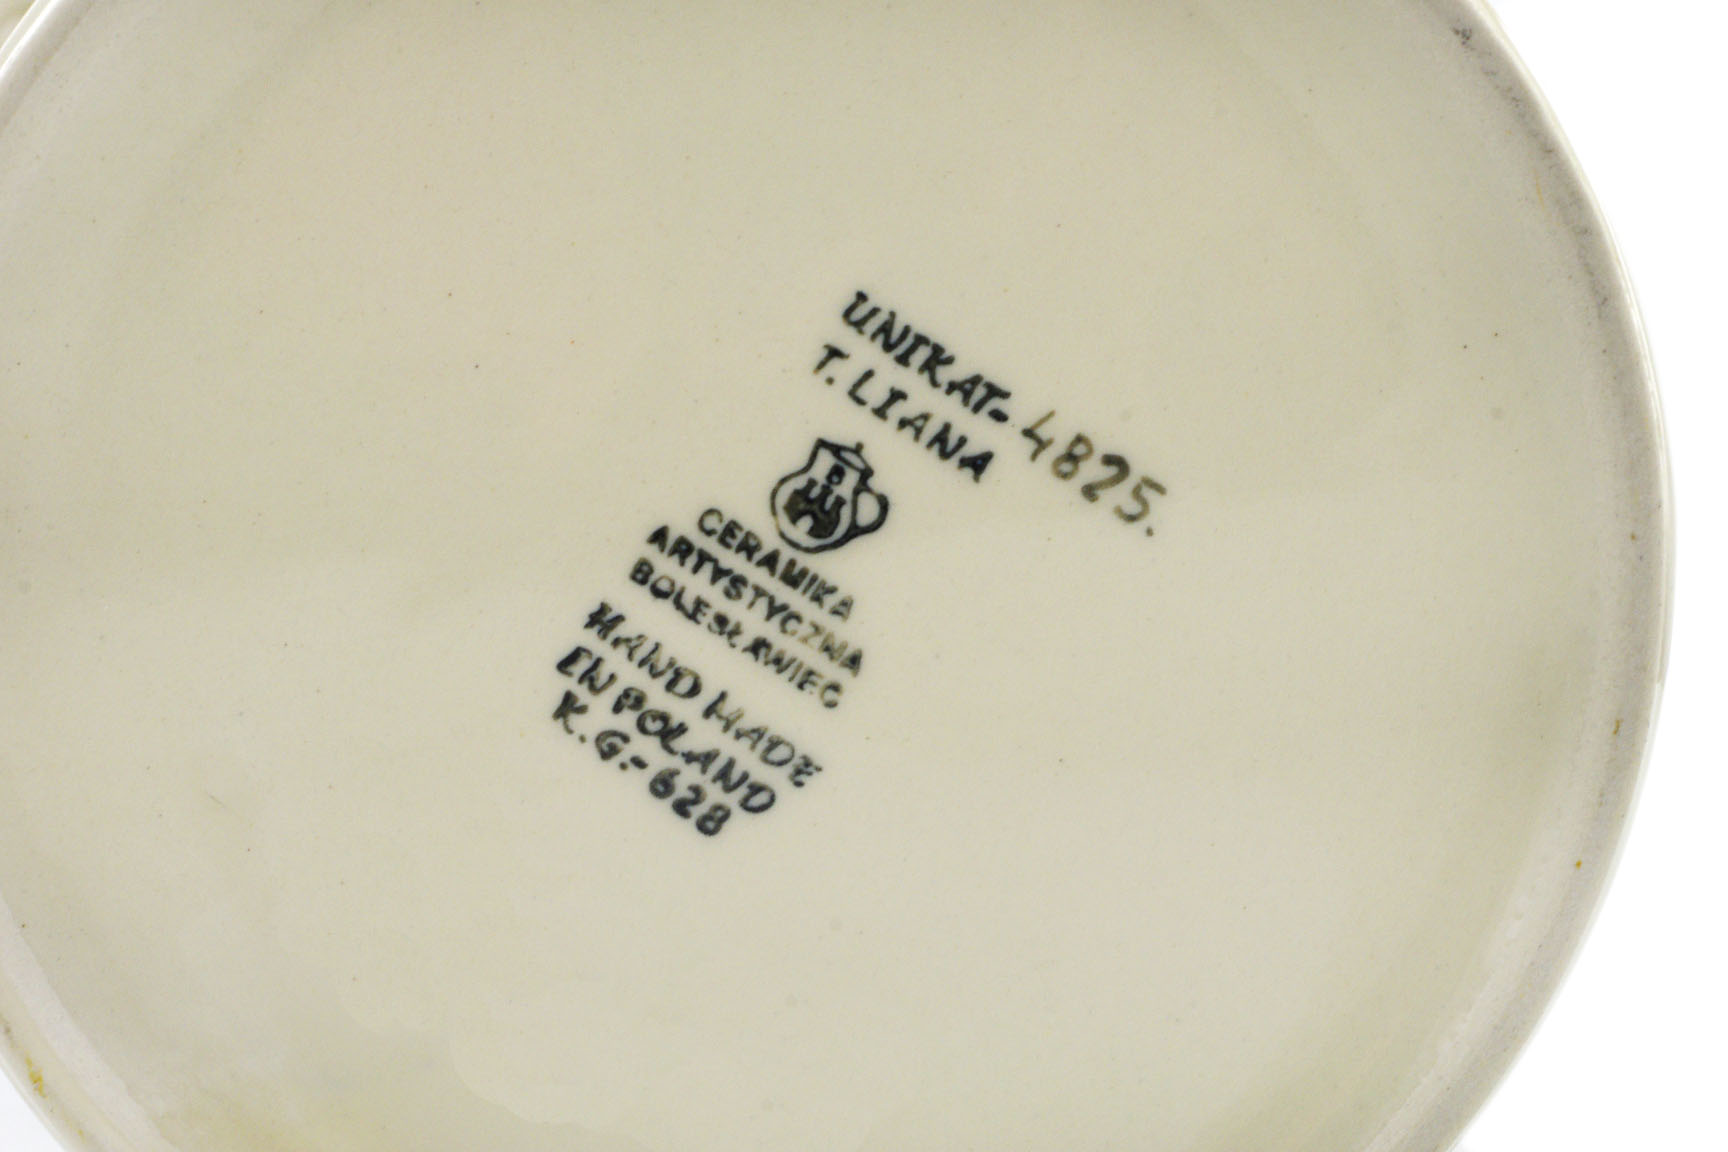 UNIKAT-4825.
T. LIANA
B
CERAMIKA
ARTYSTYCZNA
BOLESŁAWIEC
HAND MADE
IN POLAND
K.G.-628